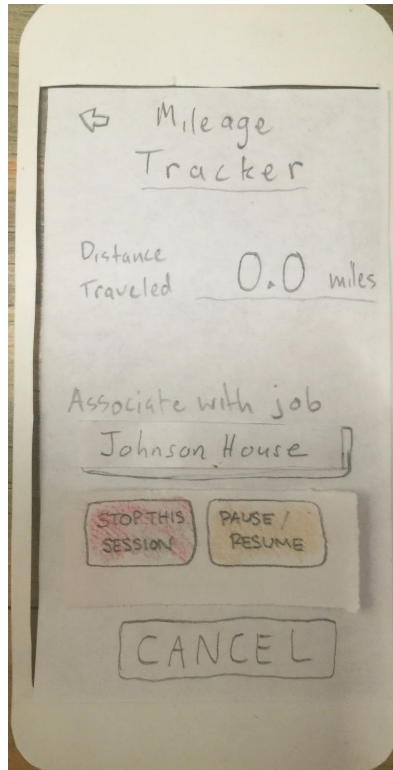 Mileage
Tracker
Distance
Traveled
0.0 miles
Associate with job
Johnson House
STOP THIS
SESSION
PAUSE /
RESUME
CANCEL